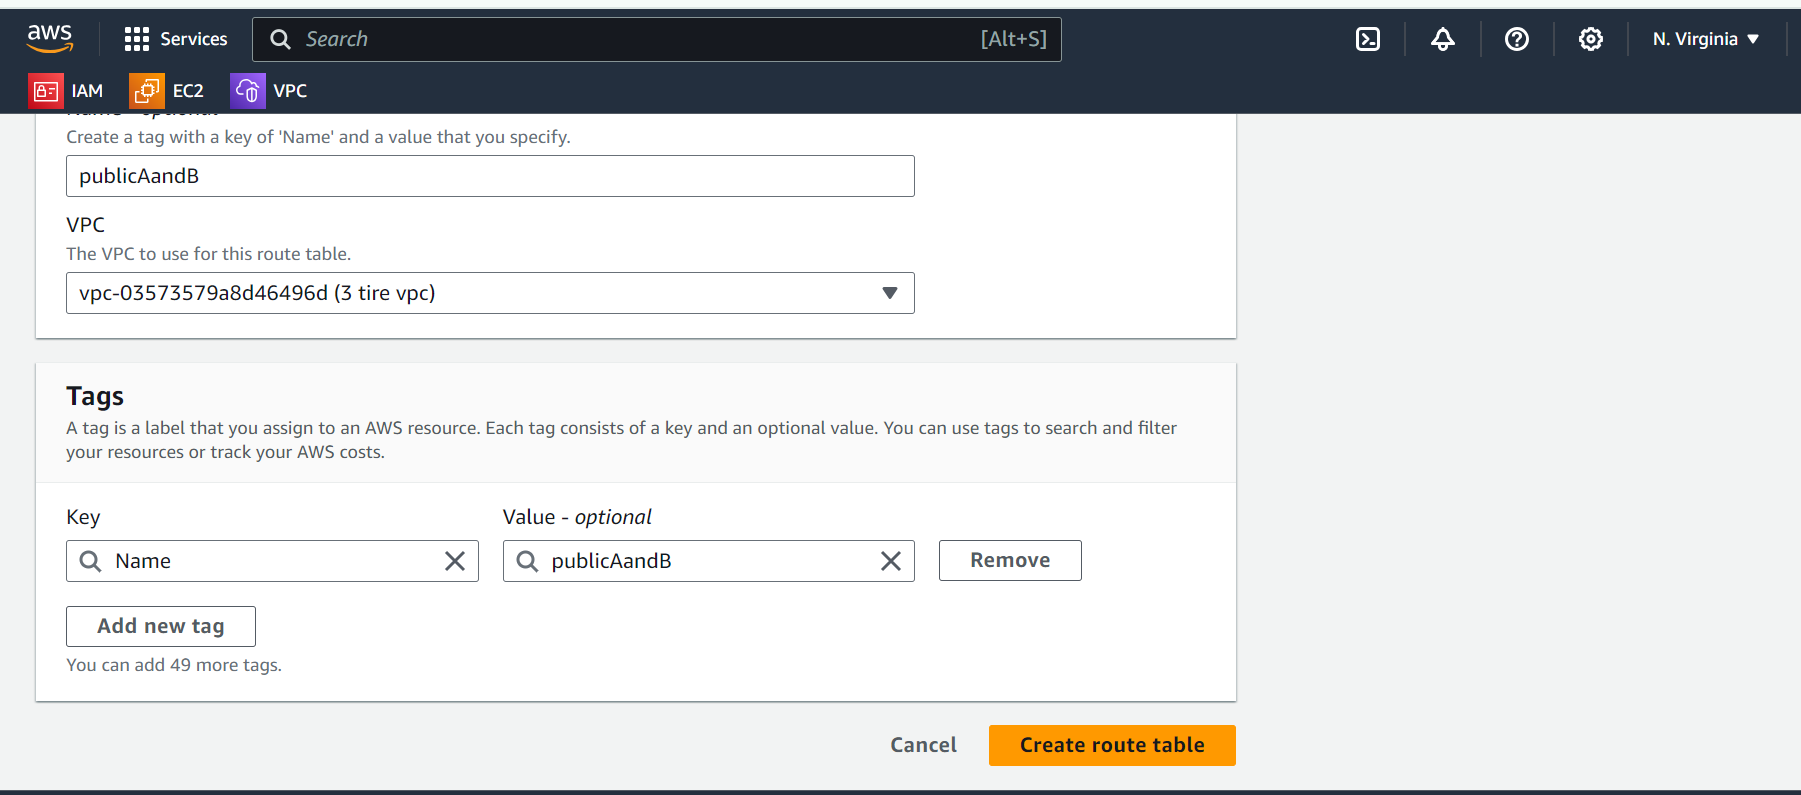 aws
Services
Search [Alt+S]
N. Virginia
IAM
EC2
VPC
Name - optional
Create a tag with a key of 'Name' and a value that you specify.
publicAandB
VPC
The VPC to use for this route table.
vpc-03573579a8d46496d (3 tire vpc)
Tags
A tag is a label that you assign to an AWS resource. Each tag consists of a key and an optional value. You can use tags to search and filter
your resources or track your AWS costs.
Key
Value - optional
Name
publicAandB
Remove
Add new tag
You can add 49 more tags.
Cancel
Create route table